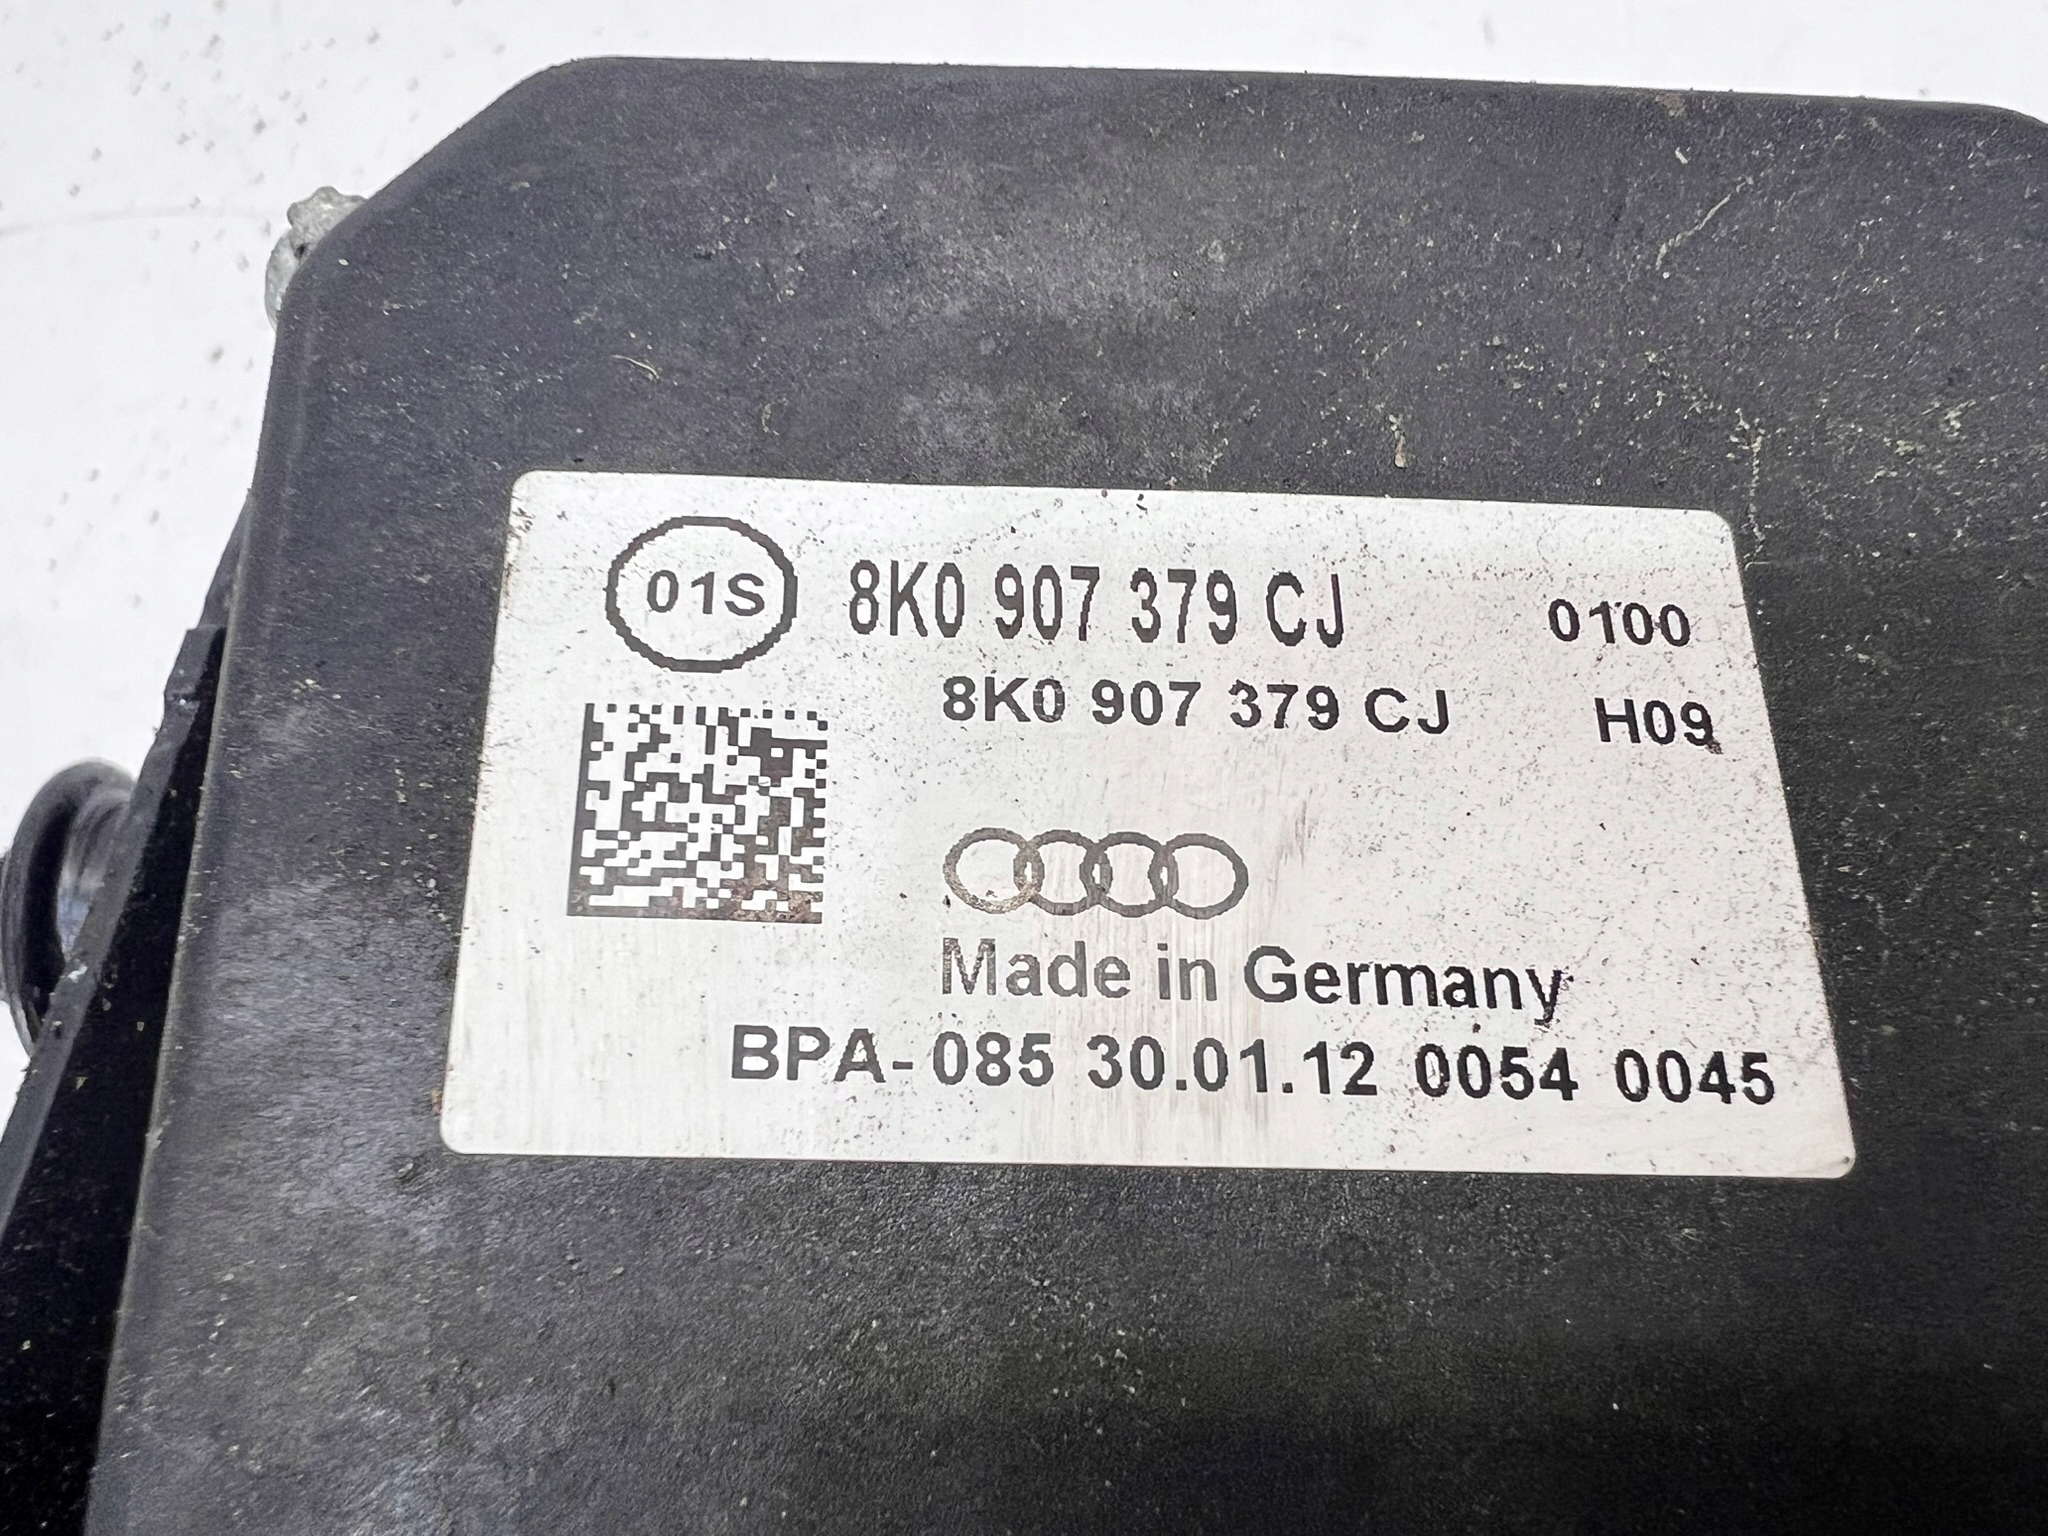 01S 8K0 907 379 CJ 0100
8K0 907 379 CJ H09
Made in Germany
BPA-085 30.01.12 0054 0045